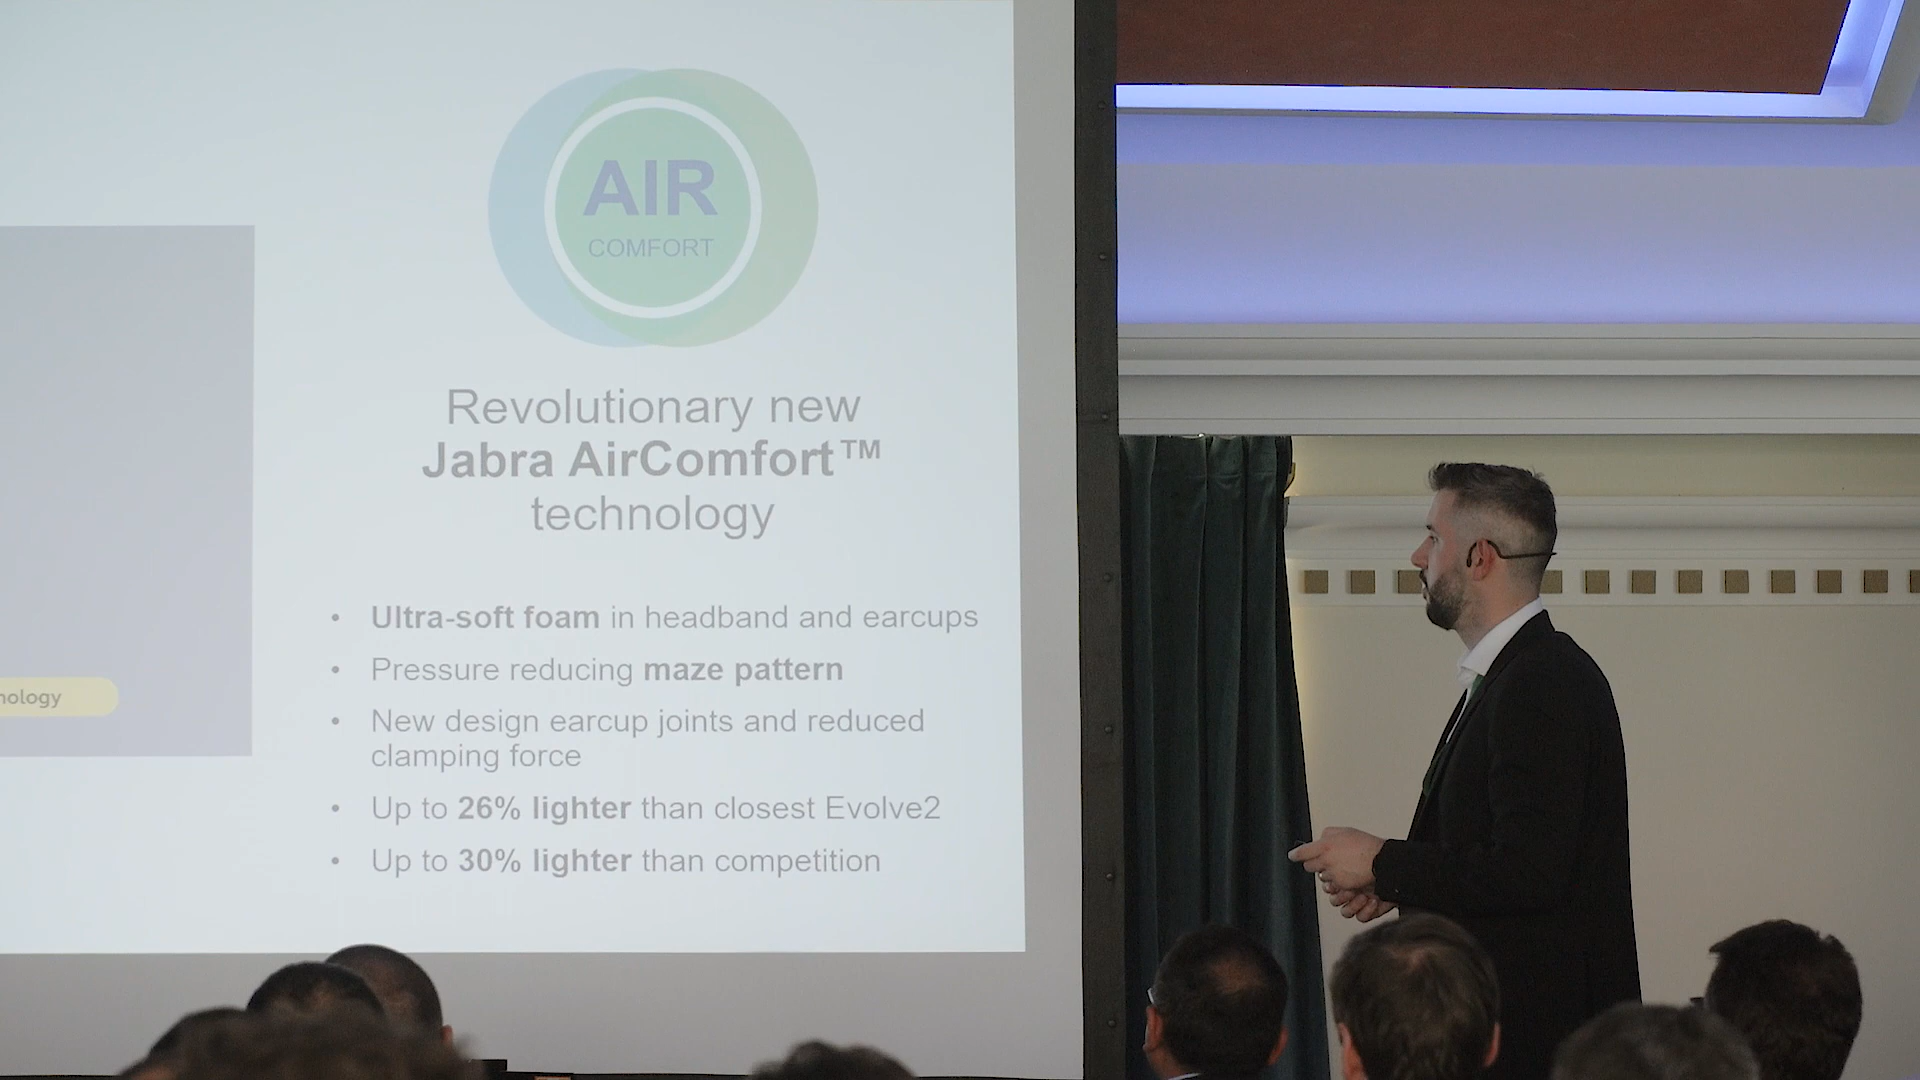 AIR
COMFORT
Revolutionary new
Jabra AirComfort™
technology
• Ultra-soft foam in headband and earcups
• Pressure reducing maze pattern
• New design earcup joints and reduced
clamping force
• Up to 26% lighter than closest Evolve2
• Up to 30% lighter than competition
nology